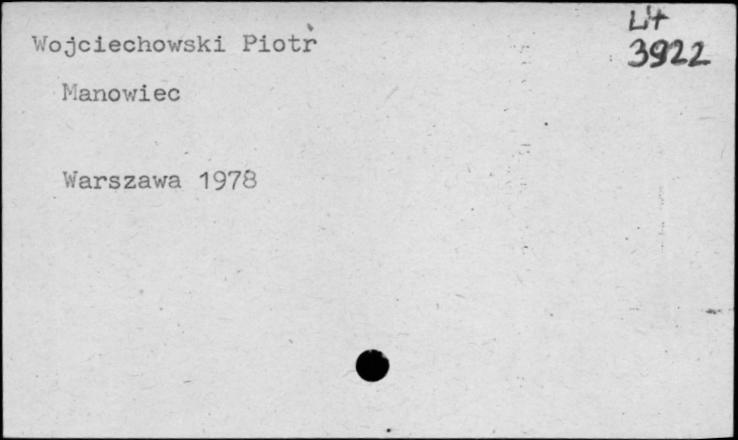 Lit
3922
Wojciechowski Piotr
Manowiec
Warszawa 1978